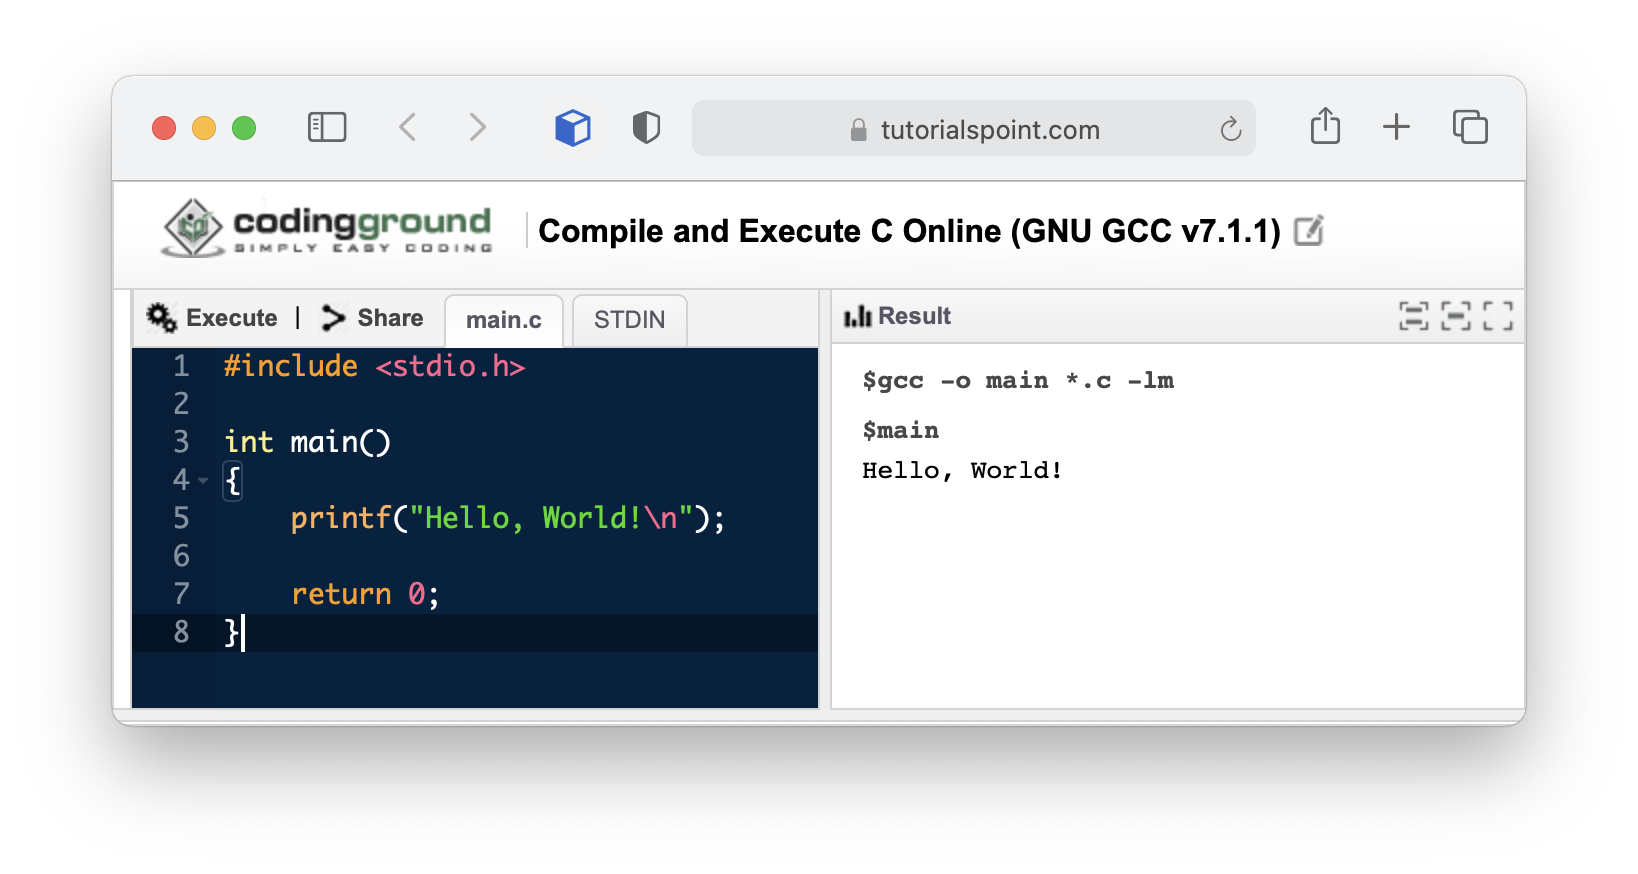 tutorialspoint.com
codingground
SIMPLY EASY CODING
Compile and Execute C Online (GNU GCC v7.1.1)
Execute | Share main.c STDIN
1 #include <stdio.h>
2
3 int main()
4 {
5 printf("Hello, World!\n");
6
7 return 0;
8 }
Result
$gcc -o main *.c -lm
$main
Hello, World!